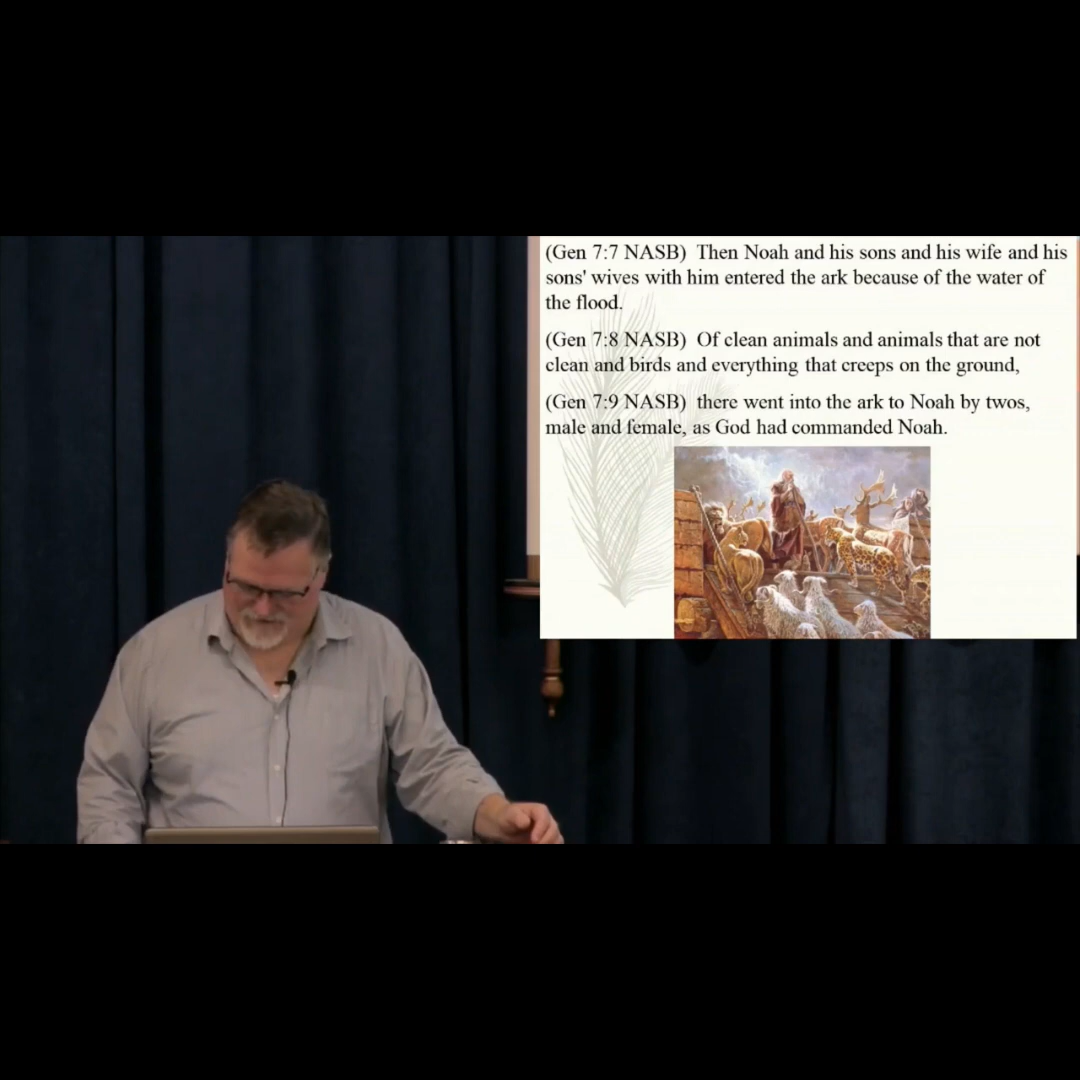 (Gen 7:7 NASB)  Then Noah and his sons and his wife and his
sons' wives with him entered the ark because of the water of
the flood.
(Gen 7:8 NASB)  Of clean animals and animals that are not
clean and birds and everything that creeps on the ground,
(Gen 7:9 NASB)  there went into the ark to Noah by twos,
male and female, as God had commanded Noah.